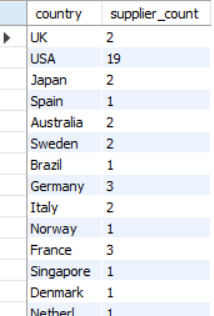 country supplier_count
UK 2
USA 19
Japan 2
Spain 1
Australia 2
Sweden 2
Brazil 1
Germany 3
Italy 2
Norway 1
France 3
Singapore 1
Denmark 1
Netherl 1